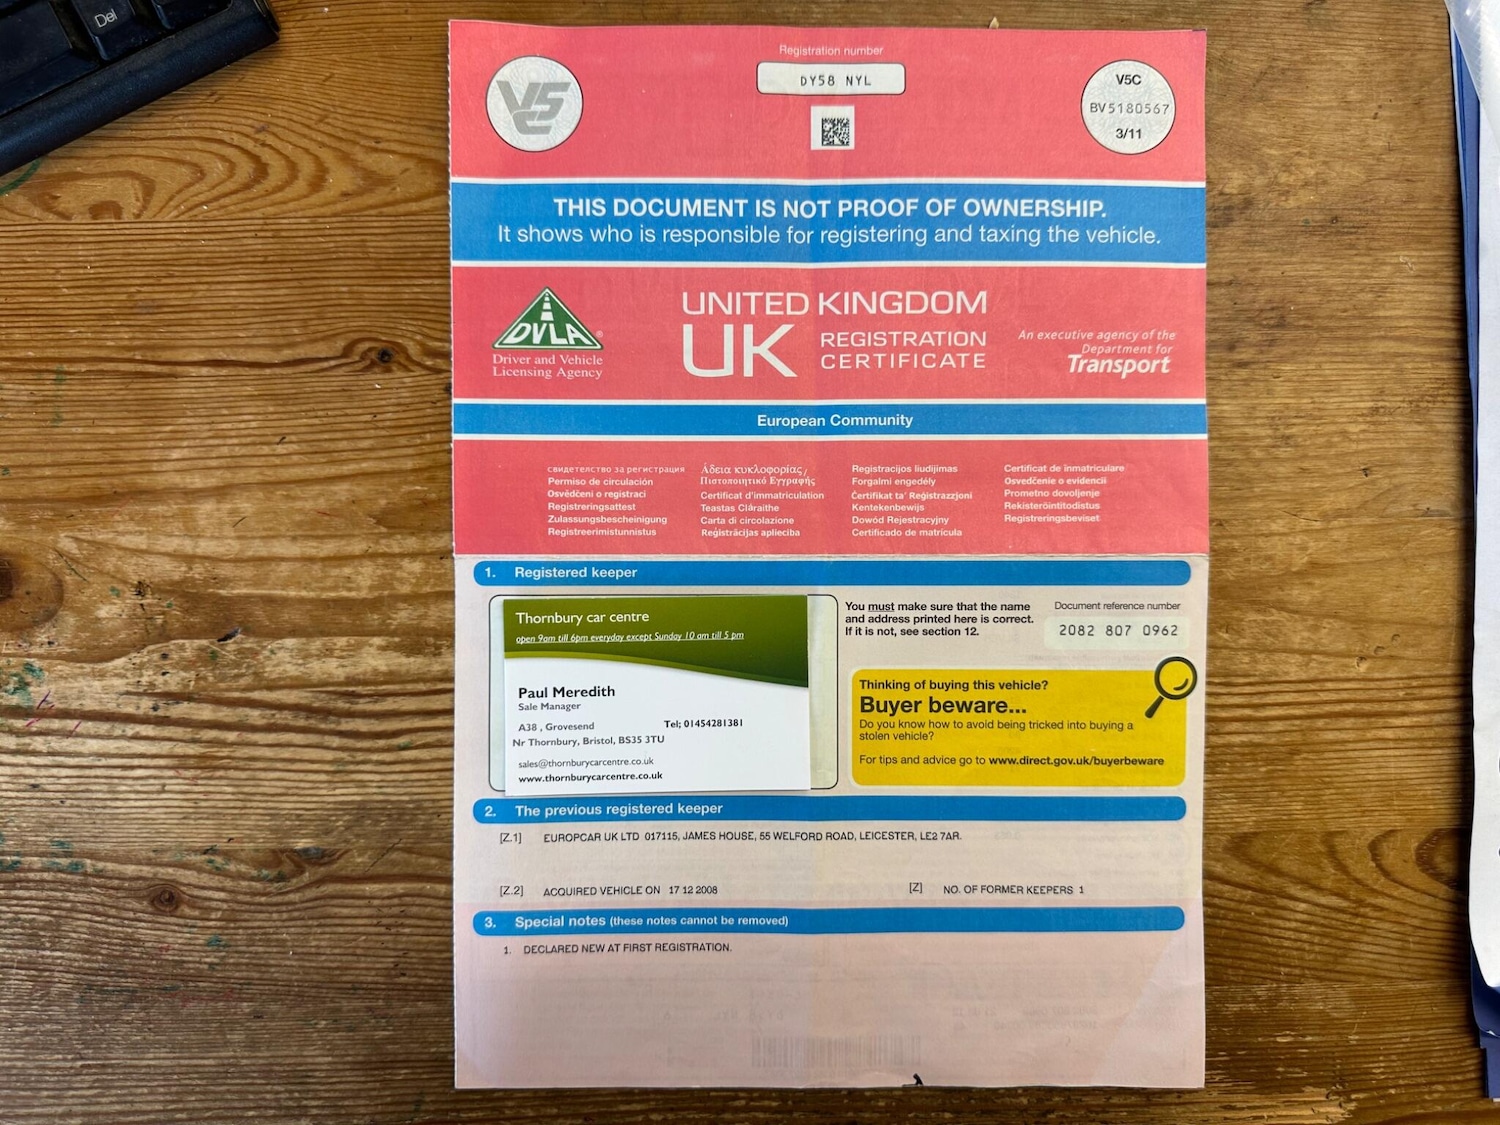 Del
Registration number
DY58 NYL
V5C
V5C
BV5180567
3/11
THIS DOCUMENT IS NOT PROOF OF OWNERSHIP.
It shows who is responsible for registering and taxing the vehicle.
DVLA®
Driver and Vehicle
Licensing Agency
UNITED KINGDOM
UK REGISTRATION
CERTIFICATE
An executive agency of the
Department for
Transport
European Community
свидетелство за регистрация
Permiso de circulación
Osvědčení o registraci
Registreringsattest
Zulassungsbescheinigung
Registreerimistunnistus
Άδεια κυκλοφορίας/
Πιστοποιητικό Εγγραφής
Certificat d'immatriculation
Teastas Cláraithe
Carta di circolazione
Reģistrācijas apliecība
Registracijos liudijimas
Forgalmi engedély
Ċertifikat ta' Reġistrazzjoni
Kentekenbewijs
Dowód Rejestracyjny
Certificado de matrícula
Certificat de înmatriculare
Osvedčenie o evidencii
Prometno dovoljenje
Rekisteröintitodistus
Registreringsbeviset
1. Registered keeper
Thornbury car centre
open 9am till 6pm everyday except Sunday 10 am till 5 pm
Paul Meredith
Sale Manager
A38 , Grovesend
Tel; 01454281381
Nr Thornbury, Bristol, BS35 3TU
sales@thornburycarcentre.co.uk
www.thornburycarcentre.co.uk
You must make sure that the name
and address printed here is correct.
If it is not, see section 12.
Document reference number
2082 807 0962
Thinking of buying this vehicle?
Buyer beware...
Do you know how to avoid being tricked into buying a
stolen vehicle?
For tips and advice go to www.direct.gov.uk/buyerbeware
2. The previous registered keeper
[Z.1] EUROPCAR UK LTD 017115, JAMES HOUSE, 55 WELFORD ROAD, LEICESTER, LE2 7AR.
[Z.2] ACQUIRED VEHICLE ON 17 12 2008
[Z] NO. OF FORMER KEEPERS 1
3. Special notes (these notes cannot be removed)
1. DECLARED NEW AT FIRST REGISTRATION.